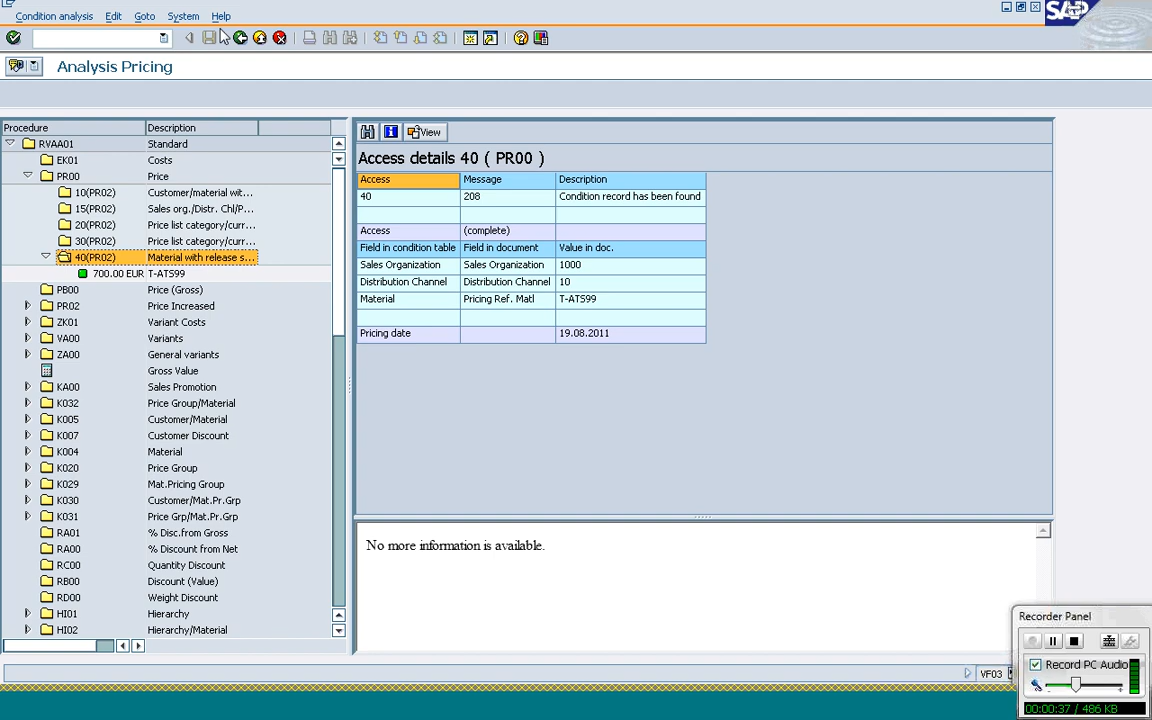 Condition analysis Edit Goto System Help
SAP
Analysis Pricing
Procedure Description
RVAA01 Standard
EK01 Costs
PR00 Price
10(PR02) Customer/material wit...
15(PR02) Sales org./Distr. Chl/P...
20(PR02) Price list category/curr...
30(PR02) Price list category/curr...
40(PR02) Material with release s...
700.00 EUR T-ATS99
PB00 Price (Gross)
PR02 Price Increased
ZK01 Variant Costs
VA00 Variants
ZA00 General variants
Gross Value
KA00 Sales Promotion
K032 Price Group/Material
K005 Customer/Material
K007 Customer Discount
K004 Material
K020 Price Group
K029 Mat.Pricing Group
K030 Customer/Mat.Pr.Grp
K031 Price Grp/Mat.Pr.Grp
RA01 % Disc.from Gross
RA00 % Discount from Net
RC00 Quantity Discount
RB00 Discount (Value)
RD00 Weight Discount
HI01 Hierarchy
HI02 Hierarchy/Material
View
Access details 40 ( PR00 )
Access Message Description
40 208 Condition record has been found
Access (complete)
Field in condition table Field in document Value in doc.
Sales Organization Sales Organization 1000
Distribution Channel Distribution Channel 10
Material Pricing Ref. Matl T-ATS99
Pricing date 19.08.2011
No more information is available.
VF03
Recorder Panel
Record PC Audio
00:00:37 / 486 KB